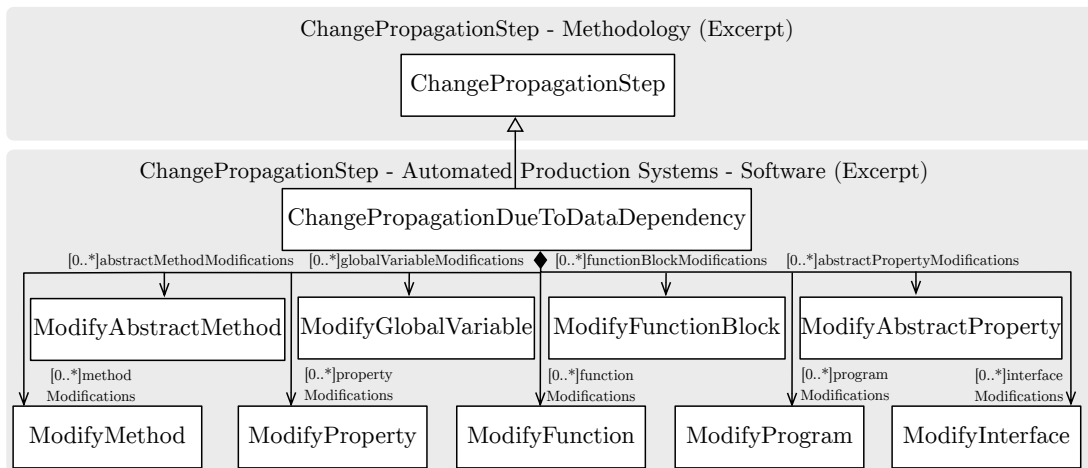 ChangePropagationStep - Methodology (Excerpt)
ChangePropagationStep
ChangePropagationStep - Automated Production Systems - Software (Excerpt)
ChangePropagationDueToDataDependency
[0..*]abstractMethodModifications
[0..*]globalVariableModifications
[0..*]functionBlockModifications
[0..*]abstractPropertyModifications
ModifyAbstractMethod
ModifyGlobalVariable
ModifyFunctionBlock
ModifyAbstractProperty
[0..*]method
Modifications
[0..*]property
Modifications
[0..*]function
Modifications
[0..*]program
Modifications
[0..*]interface
Modifications
ModifyMethod
ModifyProperty
ModifyFunction
ModifyProgram
ModifyInterface